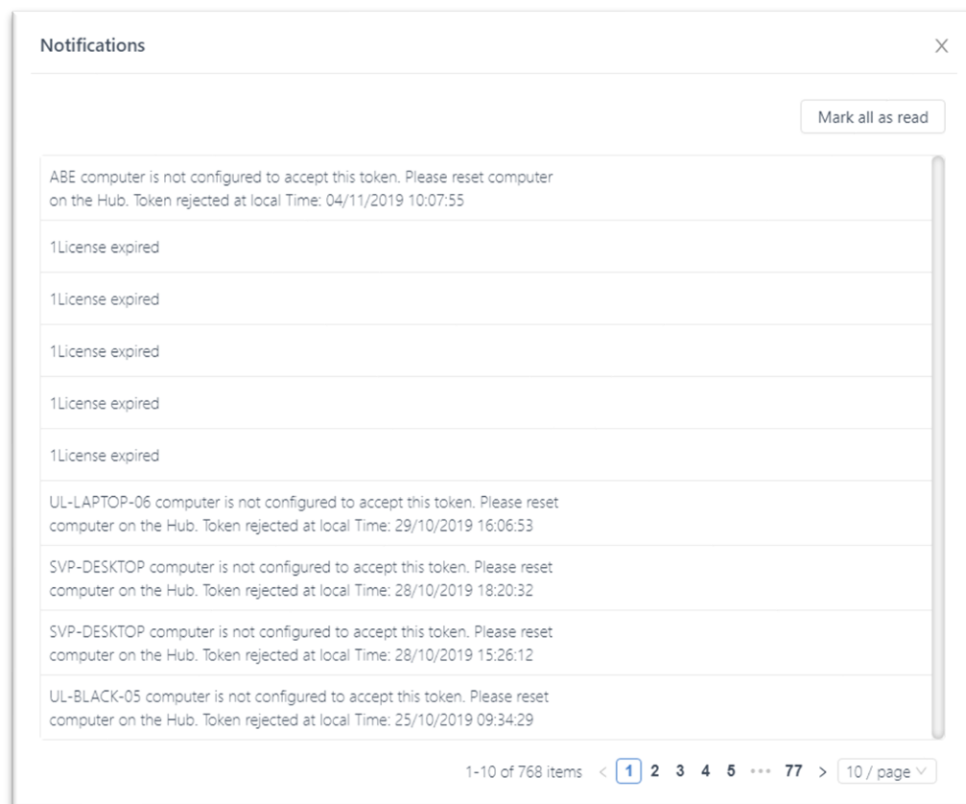 Notifications
Mark all as read
ABE computer is not configured to accept this token. Please reset computer
on the Hub. Token rejected at local Time: 04/11/2019 10:07:55
1License expired
1License expired
1License expired
1License expired
1License expired
UL-LAPTOP-06 computer is not configured to accept this token. Please reset
computer on the Hub. Token rejected at local Time: 29/10/2019 16:06:53
SVP-DESKTOP computer is not configured to accept this token. Please reset
computer on the Hub. Token rejected at local Time: 28/10/2019 18:20:32
SVP-DESKTOP computer is not configured to accept this token. Please reset
computer on the Hub. Token rejected at local Time: 28/10/2019 15:26:12
UL-BLACK-05 computer is not configured to accept this token. Please reset
computer on the Hub. Token rejected at local Time: 25/10/2019 09:34:29
1-10 of 768 items < 1 2 3 4 5 ••• 77 > 10 / page